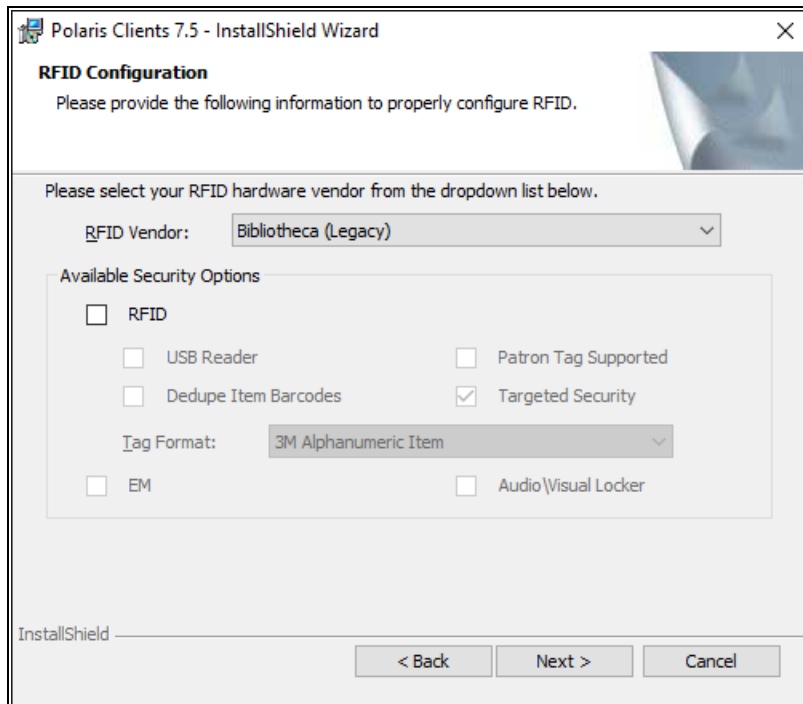 Polaris Clients 7.5 - InstallShield Wizard
RFID Configuration
Please provide the following information to properly configure RFID.
Please select your RFID hardware vendor from the dropdown list below.
RFID Vendor: Bibliotheca (Legacy)
Available Security Options
RFID
USB Reader Patron Tag Supported
Dedupe Item Barcodes Targeted Security
Tag Format: 3M Alphanumeric Item
EM Audio\Visual Locker
InstallShield
< Back Next > Cancel